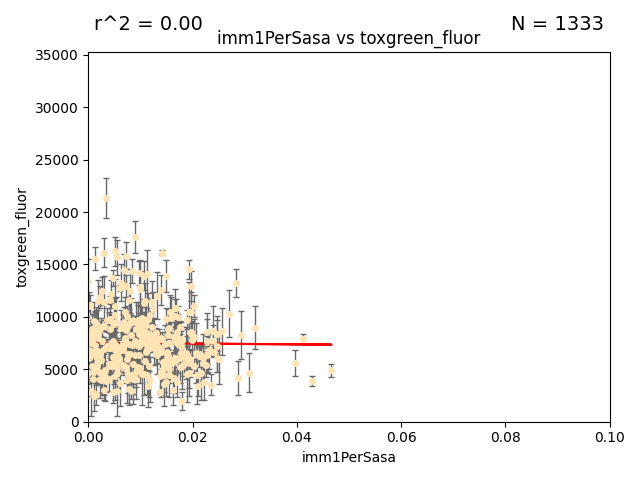 r^2 = 0.00
N = 1333
imm1PerSasa vs toxgreen_fluor
35000
30000
25000
20000
15000
10000
5000
0
toxgreen_fluor
0.00
0.02
0.04
0.06
0.08
0.10
imm1PerSasa